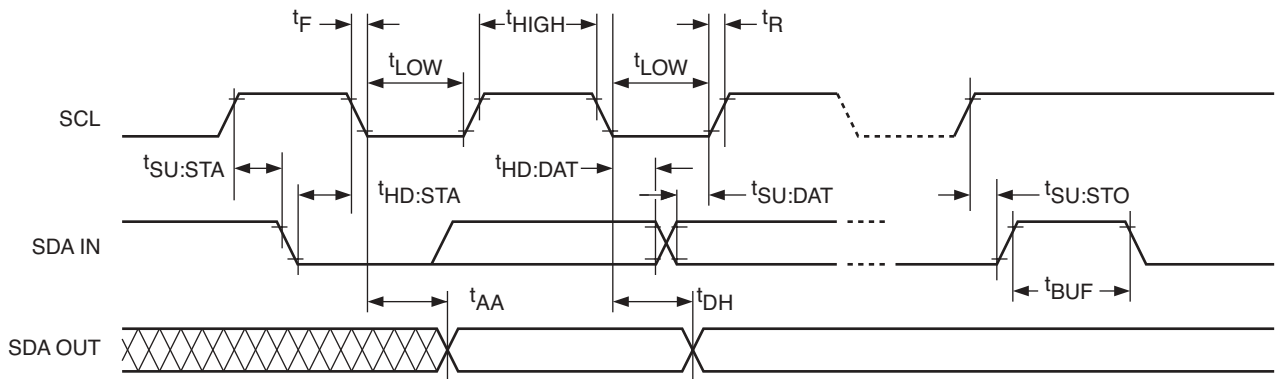 tF
tHIGH
tR
tLOW
tLOW
SCL
tSU:STA
tHD:STA
tHD:DAT
tSU:DAT
tSU:STO
SDA IN
tBUF
tAA
tDH
SDA OUT